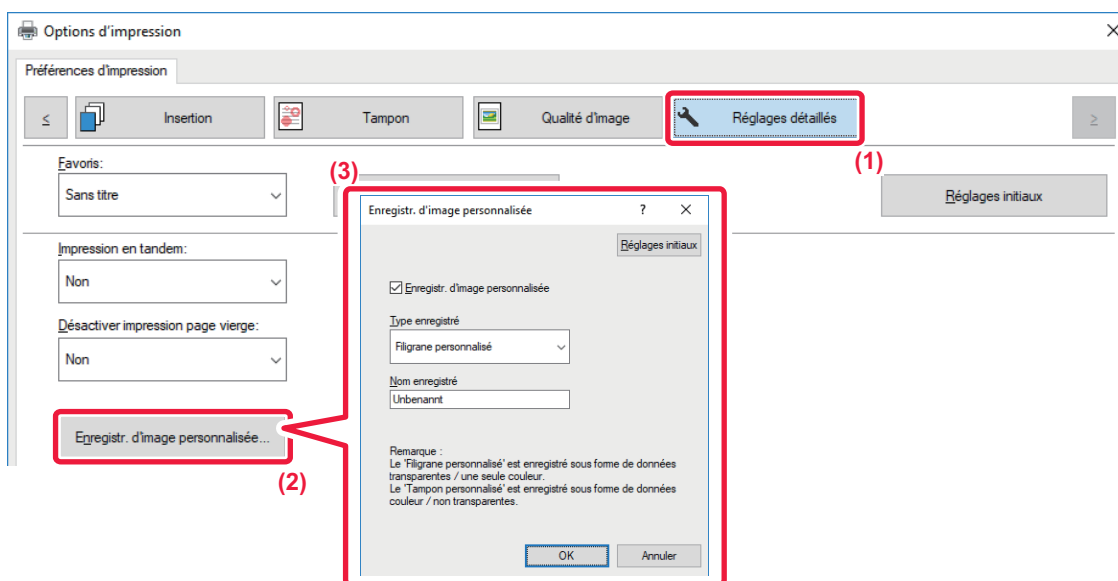 Options d'impression
Préférences d'impression
<
Insertion
Tampon
Qualité d'image
Réglages détaillés
>
(1)
Favoris:
(3)
Sans titre
Réglages initiaux
Enregistr. d'image personnalisée ?
Réglages initiaux
Impression en tandem:
Non
Enregistr. d'image personnalisée
Type enregistré
Désactiver impression page vierge:
Filigrane personnalisé
Non
Nom enregistré
Unbenannt
Enregistr. d'image personnalisée...
(2)
Remarque :
Le 'Filigrane personnalisé' est enregistré sous forme de données
transparentes / une seule couleur.
Le 'Tampon personnalisé' est enregistré sous forme de données
couleur / non transparentes.
OK
Annuler